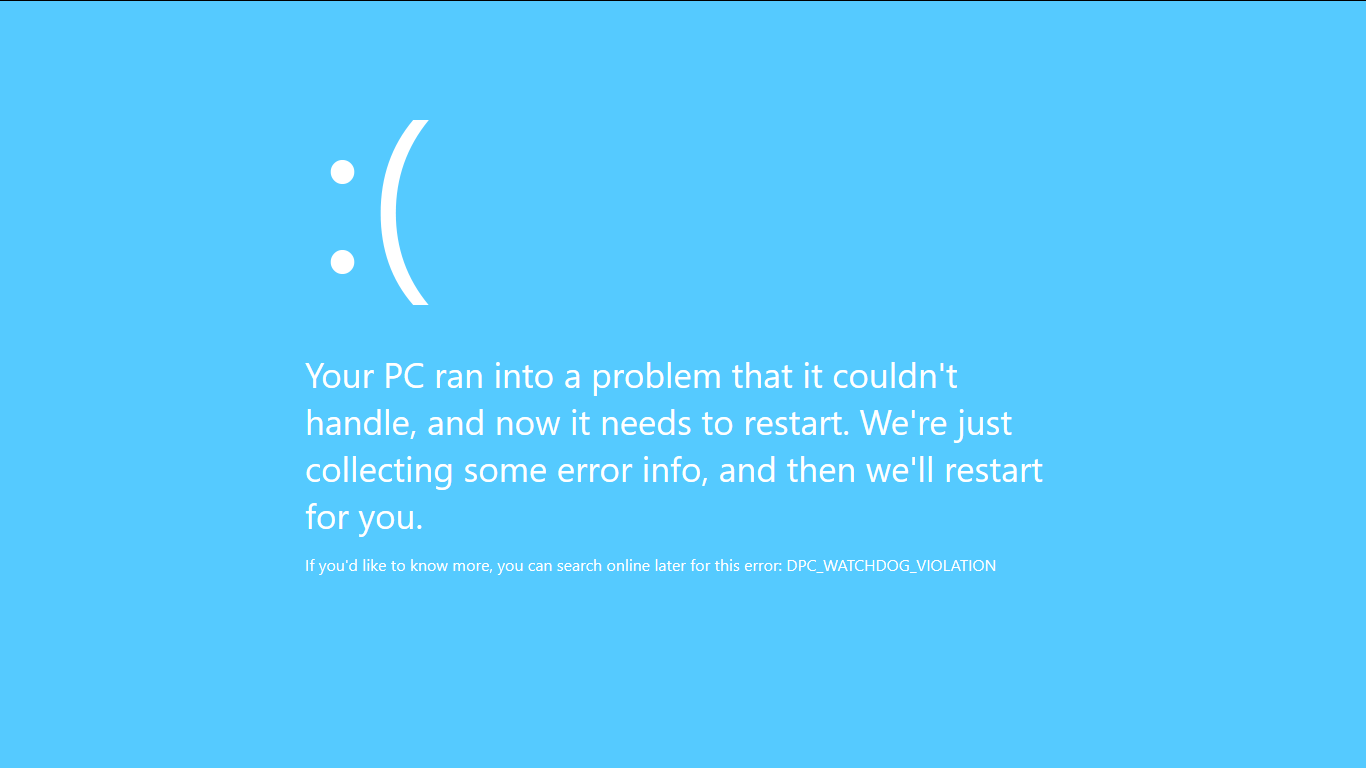 :(
Your PC ran into a problem that it couldn't
handle, and now it needs to restart. We're just
collecting some error info, and then we'll restart
for you.
If you'd like to know more, you can search online later for this error: DPC_WATCHDOG_VIOLATION